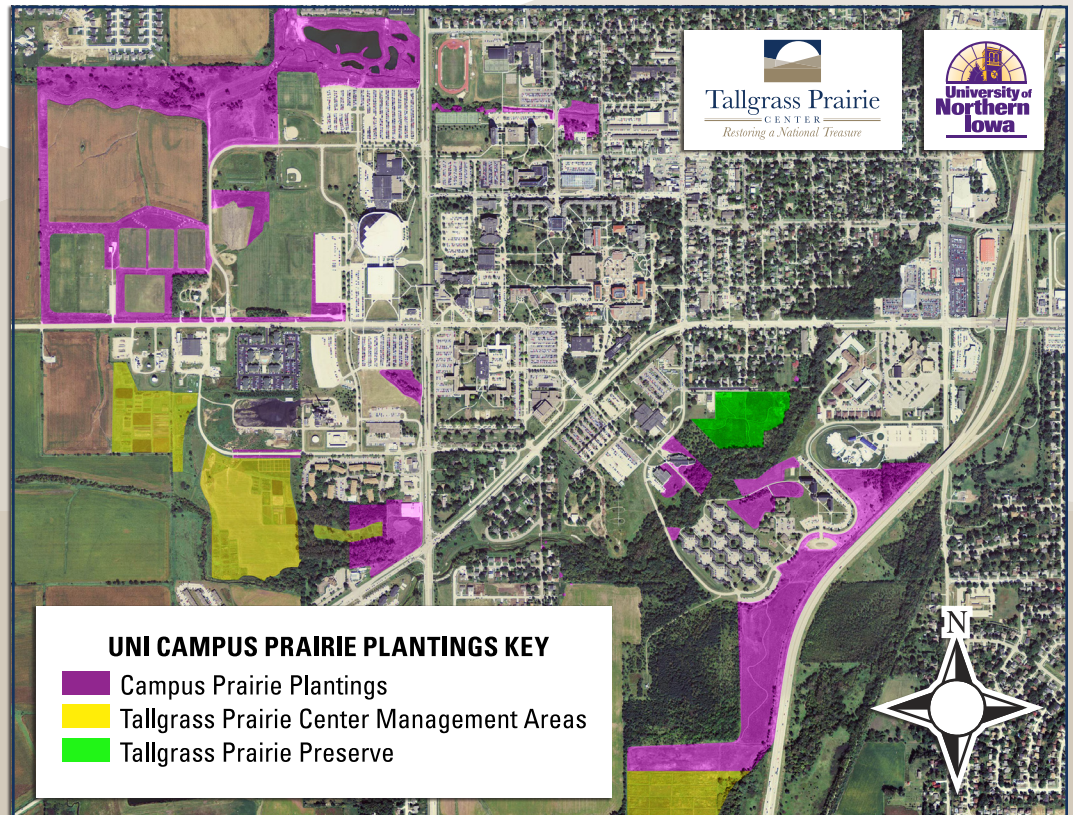 Tallgrass Prairie
CENTER
Restoring a National Treasure
University of
Northern
Iowa
UNI CAMPUS PRAIRIE PLANTINGS KEY
Campus Prairie Plantings
Tallgrass Prairie Center Management Areas
Tallgrass Prairie Preserve
N